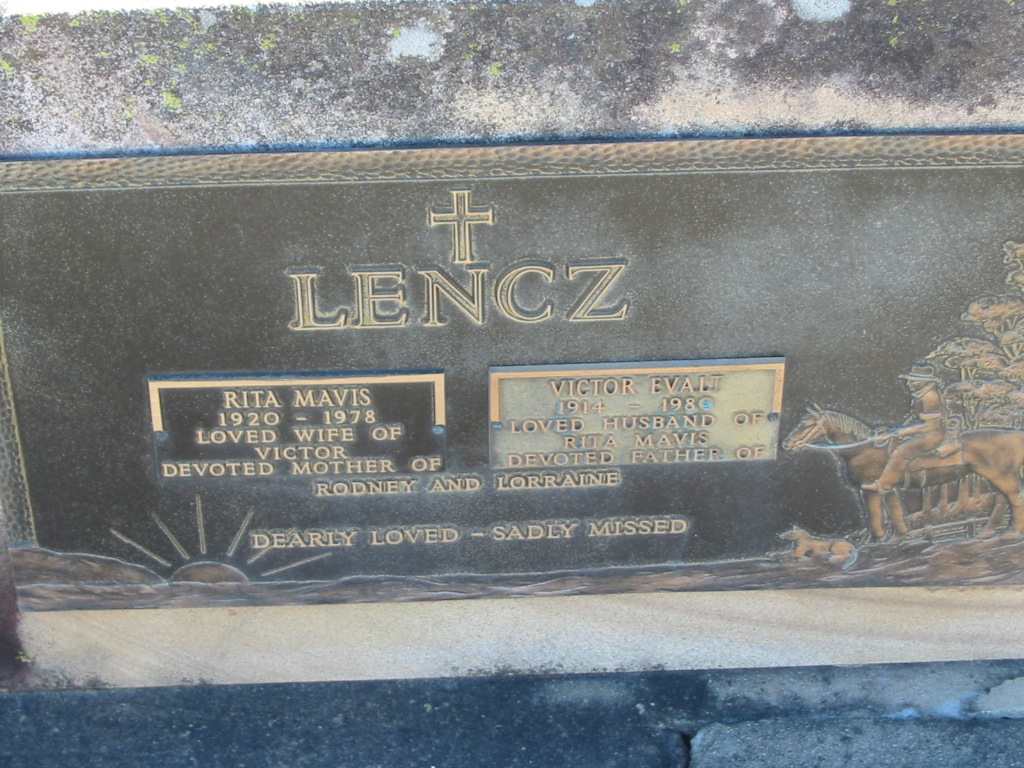 LENCZ
RITA MAVIS
1920 - 1978
LOVED WIFE OF
VICTOR
DEVOTED MOTHER OF
VICTOR EVALT
1914 -
LOVED HUSBAND OF
RITA MAVIS
DEVOTED FATHER OF
RODNEY AND LORRAINE
DEARLY LOVED - SADLY MISSED